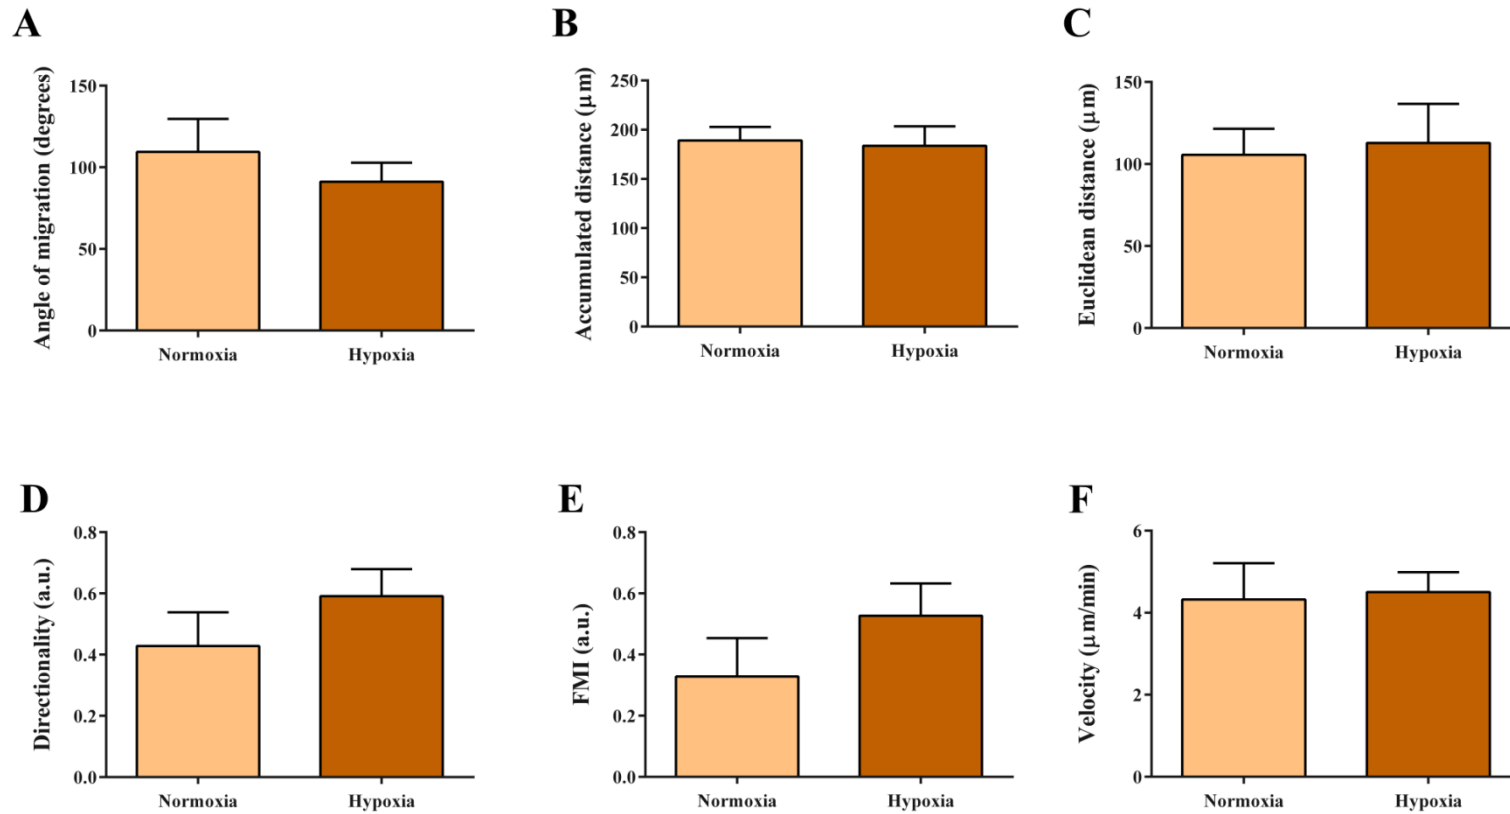 A
Angle of migration (degrees)
150
100
50
0
Normoxia
Hypoxia
B
Accumulated distance (μm)
250
200
150
100
50
0
Normoxia
Hypoxia
C
Euclidean distance (μm)
150
100
50
0
Normoxia
Hypoxia
D
Directionality (a.u.)
0.8
0.6
0.4
0.2
0.0
Normoxia
Hypoxia
E
FMI (a.u.)
0.8
0.6
0.4
0.2
0.0
Normoxia
Hypoxia
F
Velocity (μm/min)
6
4
2
0
Normoxia
Hypoxia